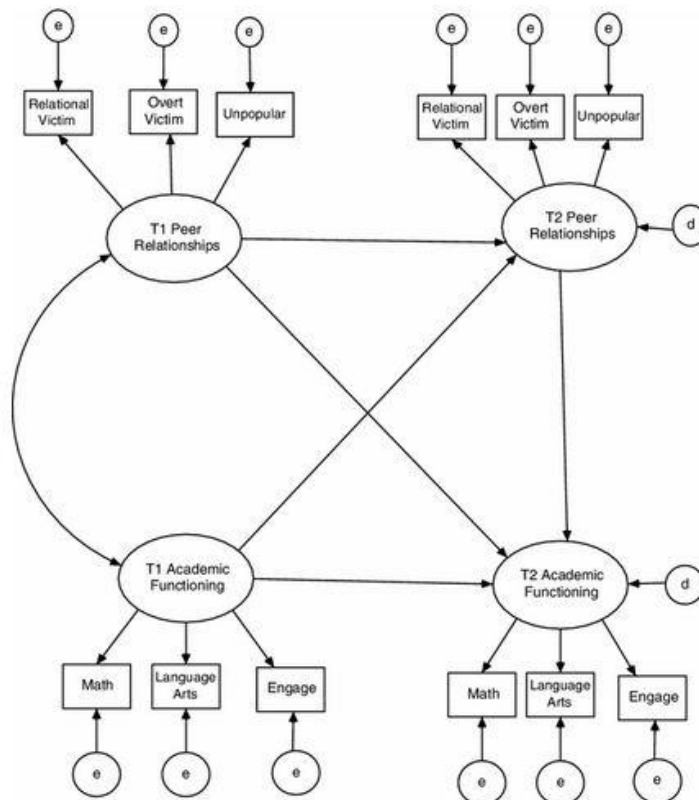 e
e
e
e
e
e
Relational
Victim
Overt
Victim
Unpopular
Relational
Victim
Overt
Victim
Unpopular
T1 Peer
Relationships
T2 Peer
Relationships
d
T1 Academic
Functioning
T2 Academic
Functioning
d
Math
Language
Arts
Engage
Math
Language
Arts
Engage
e
e
e
e
e
e